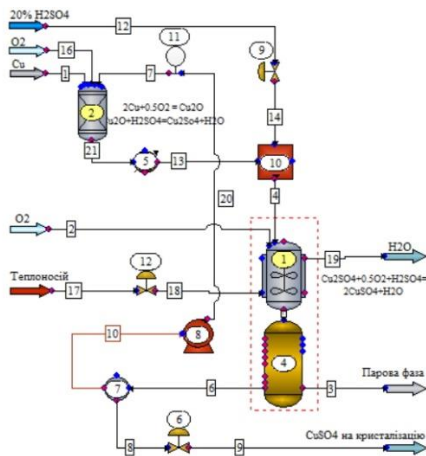 20% H2SO4
12
O2
16
11
9
Cu
1
7
2
2Cu+0.5O2 = Cu2O
u2O+H2SO4=Cu2So4+H2O
14
21
5
13
10
4
20
O2
2
12
1
19
H2O
Cu2SO4+0.5O2+H2SO4=
2CuSO4+H2O
Теплоносій
17
18
10
8
4
Парова фаза
7
6
3
6
CuSO4 на кристалізацію
8
9